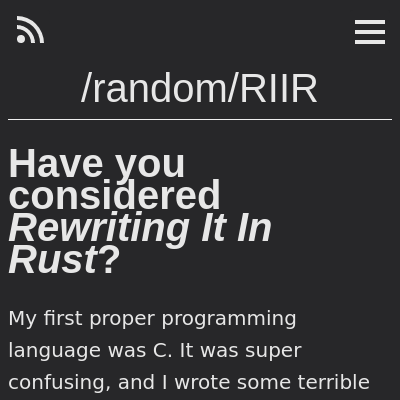 /random/RIIR
Have you
considered
Rewriting It In
Rust?
My first proper programming
language was C. It was super
confusing, and I wrote some terrible